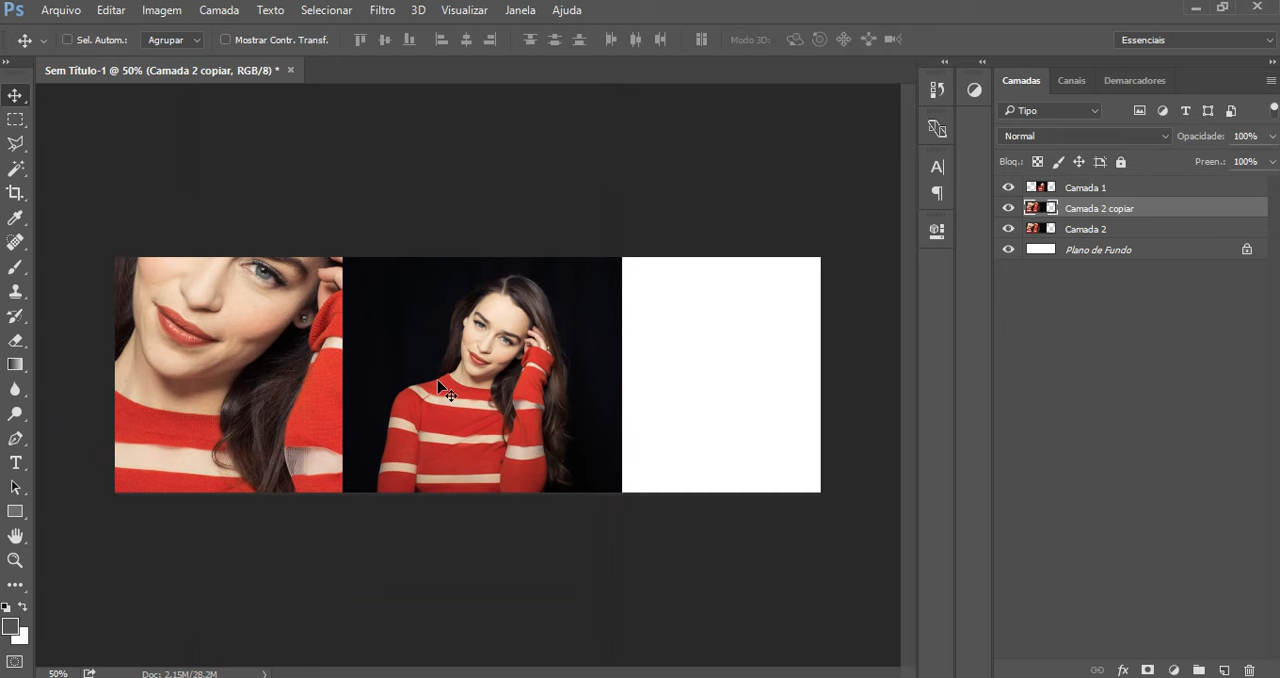 Ps Arquivo Editar Imagem Camada Texto Selecionar Filtro 3D Visualizar Janela Ajuda
Sel. Autom.: Agrupar Mostrar Contr. Transf. Modo 3D: Essenciais
Sem Título-1 @ 50% (Camada 2 copiar, RGB/8) * ×
Camadas Canais Demarcadores
Tipo
Normal Opacidade: 100%
Bloq.: Preen.: 100%
Camada 1
Camada 2 copiar
Camada 2
Plano de Fundo
50% Doc: 2,15M/28,2M